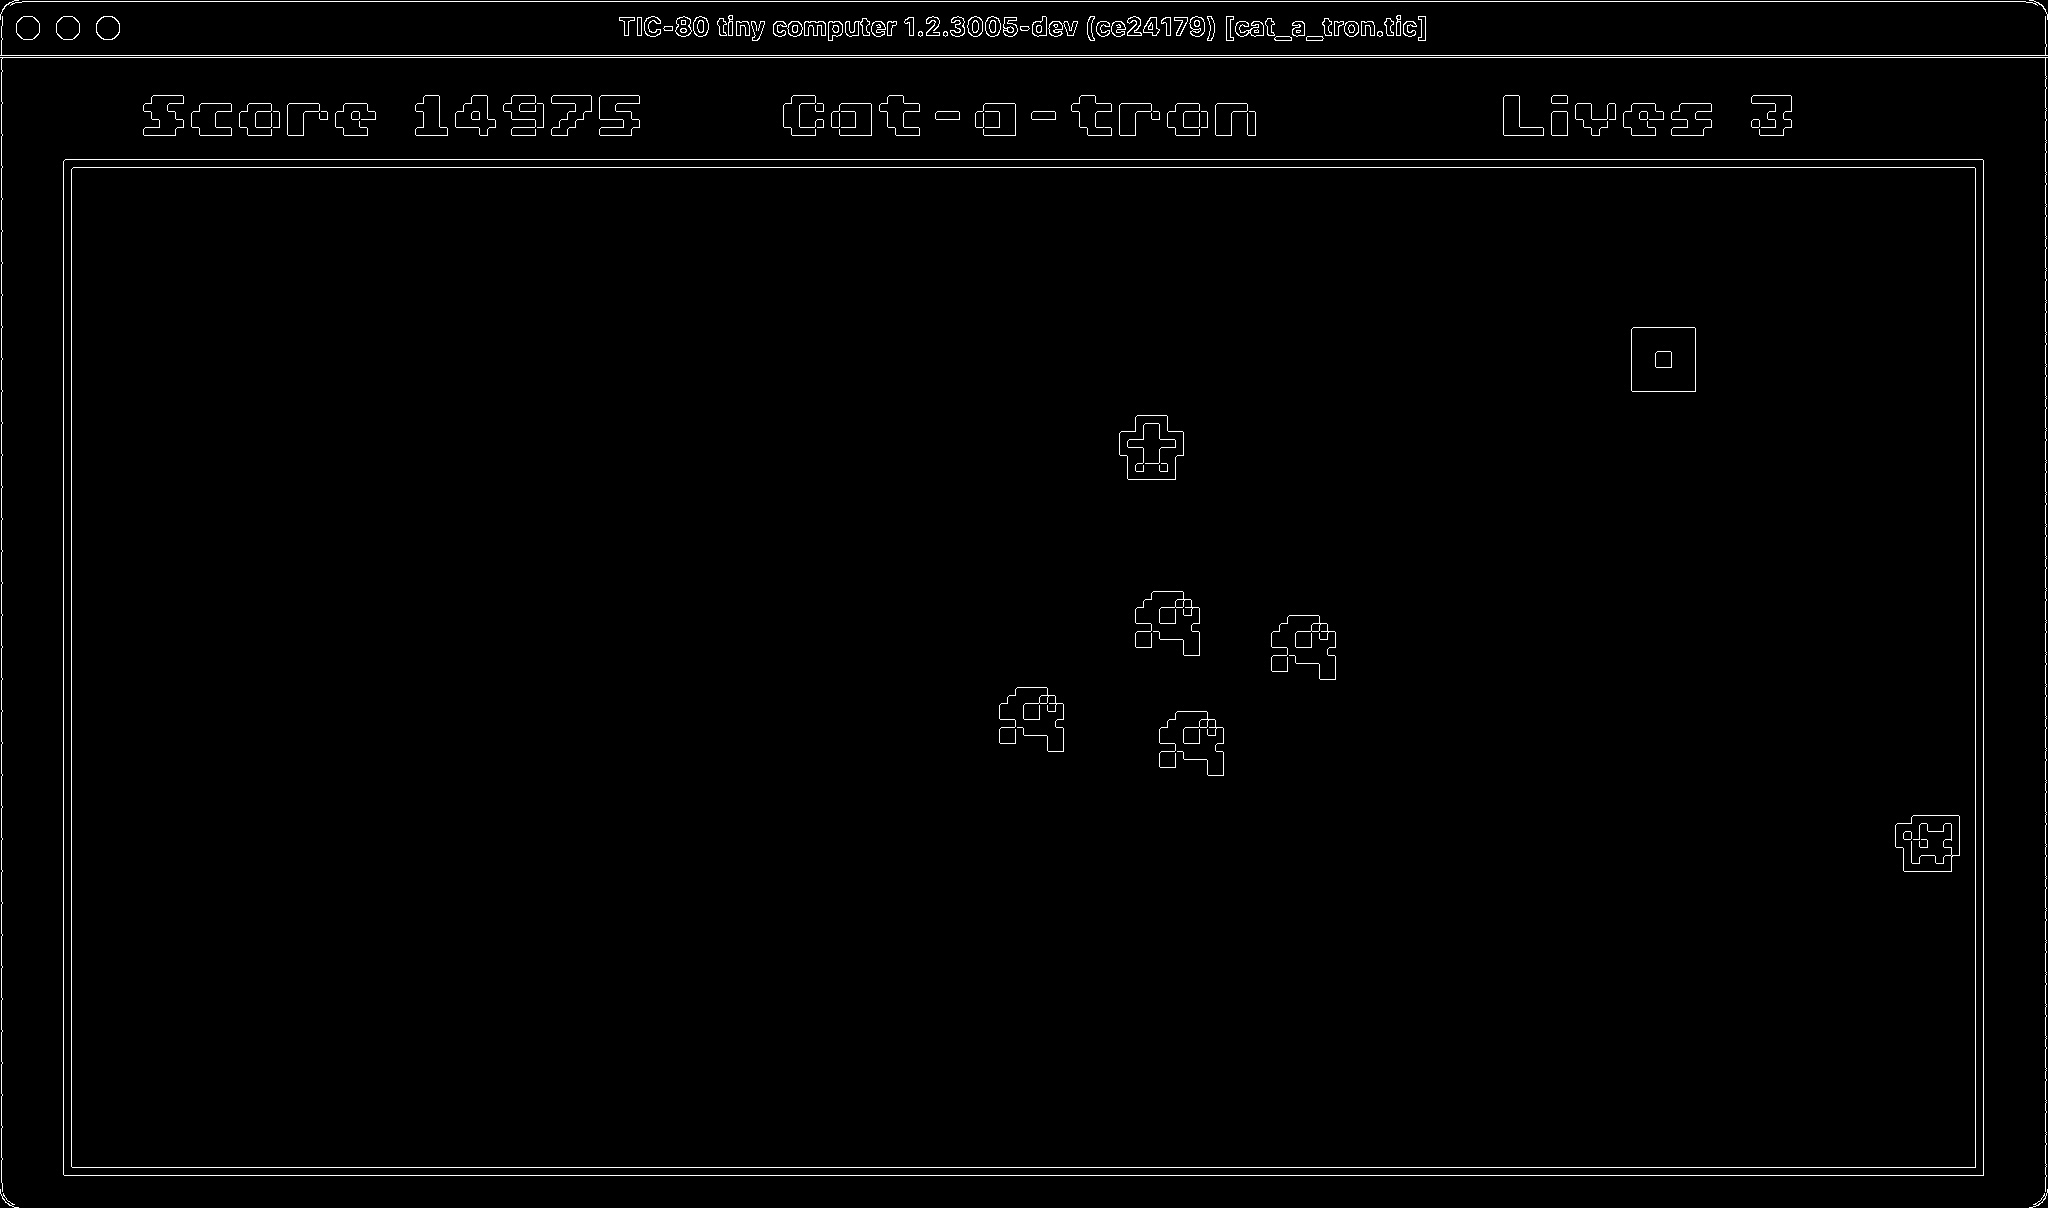 TIC-80 tiny computer 1.2.3005-dev (ce24179) [cat_a_tron.tic]
Score 14975 Cat-a-tron Lives 3